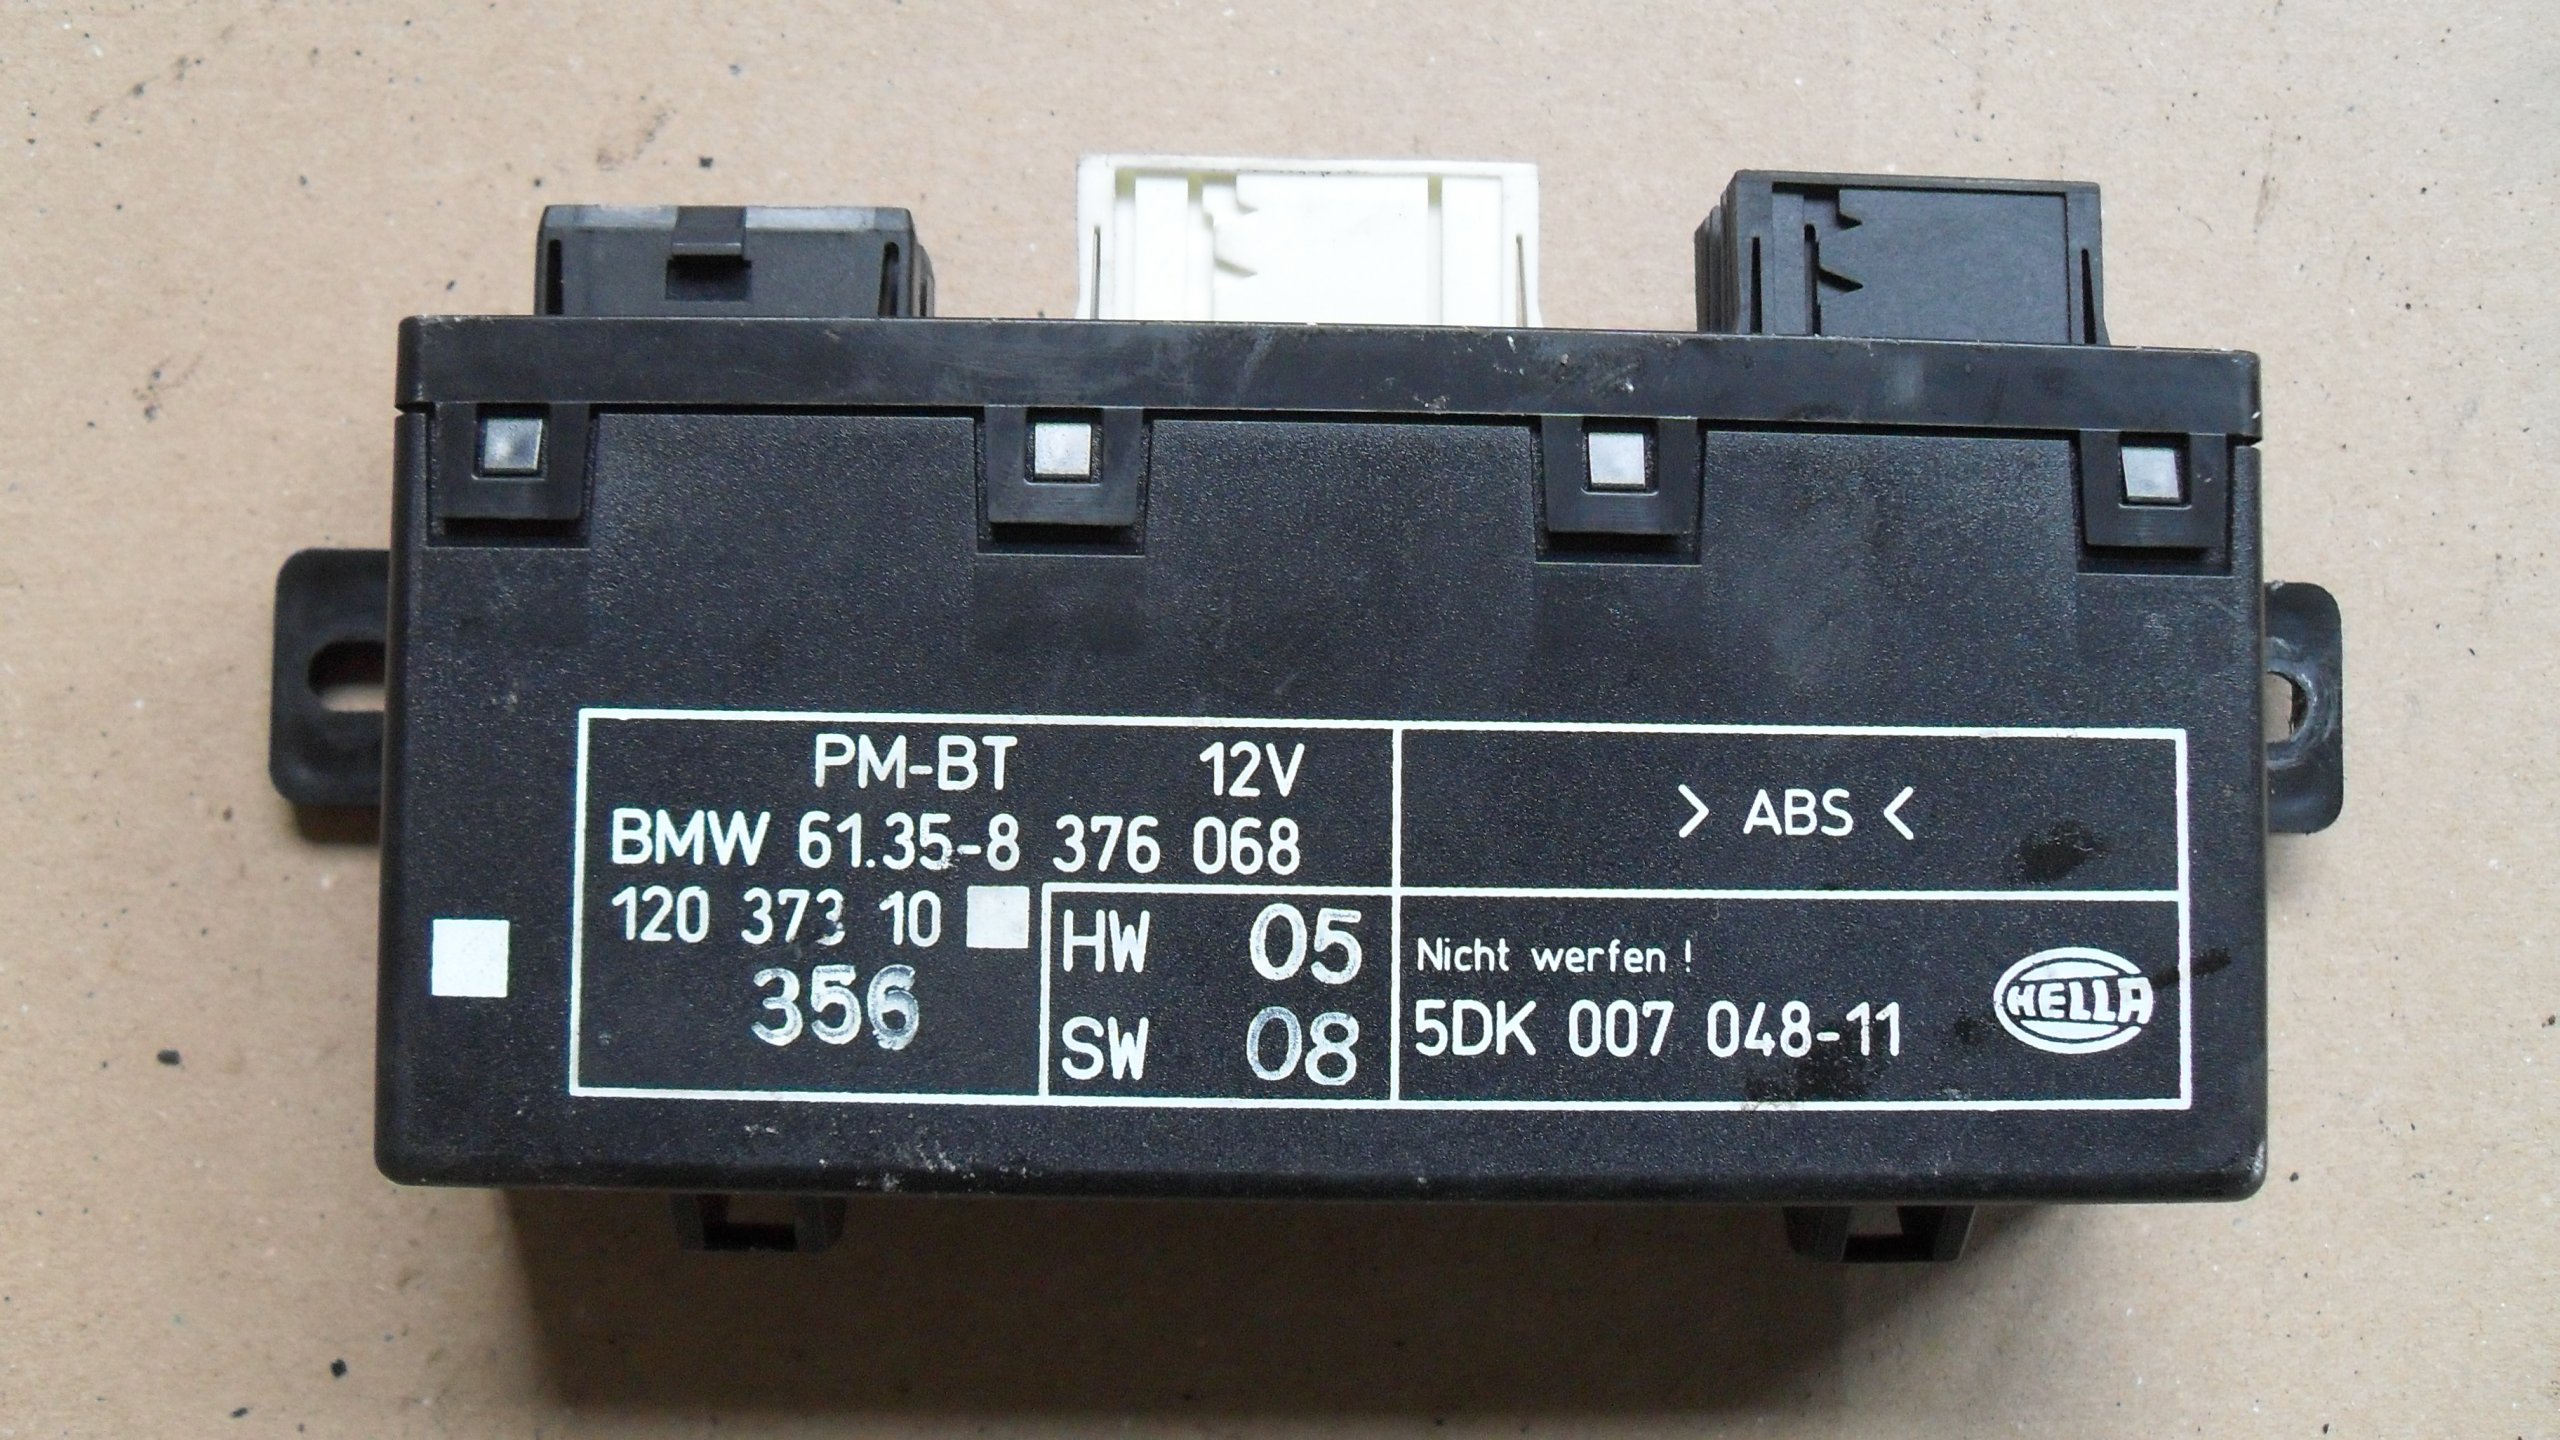 PM-BT 12V
BMW 61.35-8 376 068
120 373 10
356
HW 05
SW 08
> ABS <
Nicht werfen !
5DK 007 048-11
HELLA